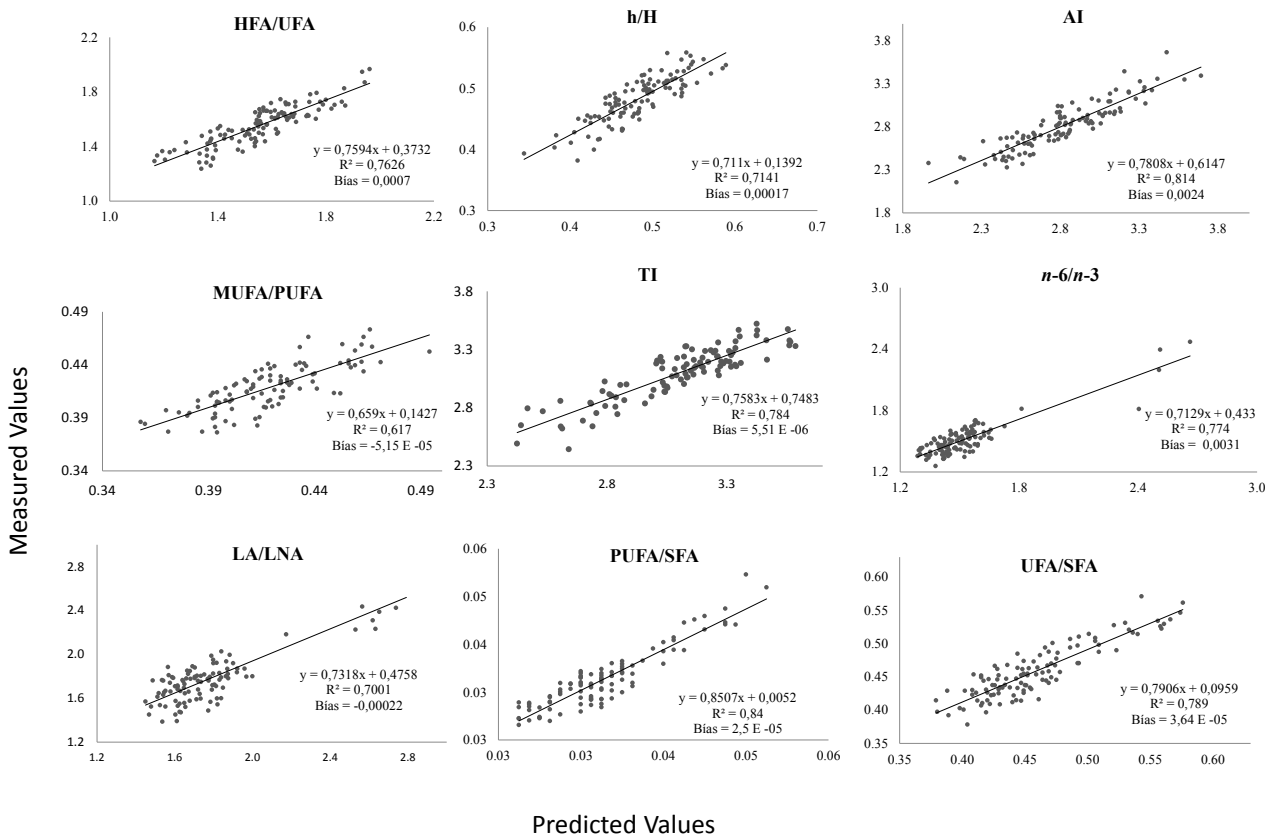 HFA/UFA
2.2
1.8
1.4
1.0
1.0
1.4
1.8
2.2
y = 0,7594x + 0,3732
R² = 0,7626
Bías = 0,0007
h/H
0.6
0.5
0.4
0.3
0.3
0.4
0.5
0.6
0.7
y = 0,711x + 0,1392
R² = 0,7141
Bías = 0,00017
AI
3.8
3.3
2.8
2.3
1.8
1.8
2.3
2.8
3.3
3.8
y = 0,7808x + 0,6147
R² = 0,814
Bías = 0,0024
MUFA/PUFA
0.49
0.44
0.39
0.34
0.34
0.39
0.44
0.49
y = 0,659x + 0,1427
R² = 0,617
Bías = -5,15 E -05
TI
3.8
3.3
2.8
2.3
2.3
2.8
3.3
y = 0,7583x + 0,7483
R² = 0,784
Bías = 5,51 E -06
n-6/n-3
3.0
2.4
1.8
1.2
1.2
1.8
2.4
3.0
y = 0,7129x + 0,433
R² = 0,774
Bías = 0,0031
LA/LNA
2.8
2.4
2.0
1.6
1.2
1.2
1.6
2.0
2.4
2.8
y = 0,7318x + 0,4758
R² = 0,7001
Bías = -0,00022
PUFA/SFA
0.06
0.05
0.04
0.03
0.03
0.03
0.04
0.05
0.06
y = 0,8507x + 0,0052
R² = 0,84
Bías = 2,5 E -05
UFA/SFA
0.60
0.55
0.50
0.45
0.40
0.35
0.35
0.40
0.45
0.50
0.55
0.60
y = 0,7906x + 0,0959
R² = 0,789
Bías = 3,64 E -05
Measured Values
Predicted Values